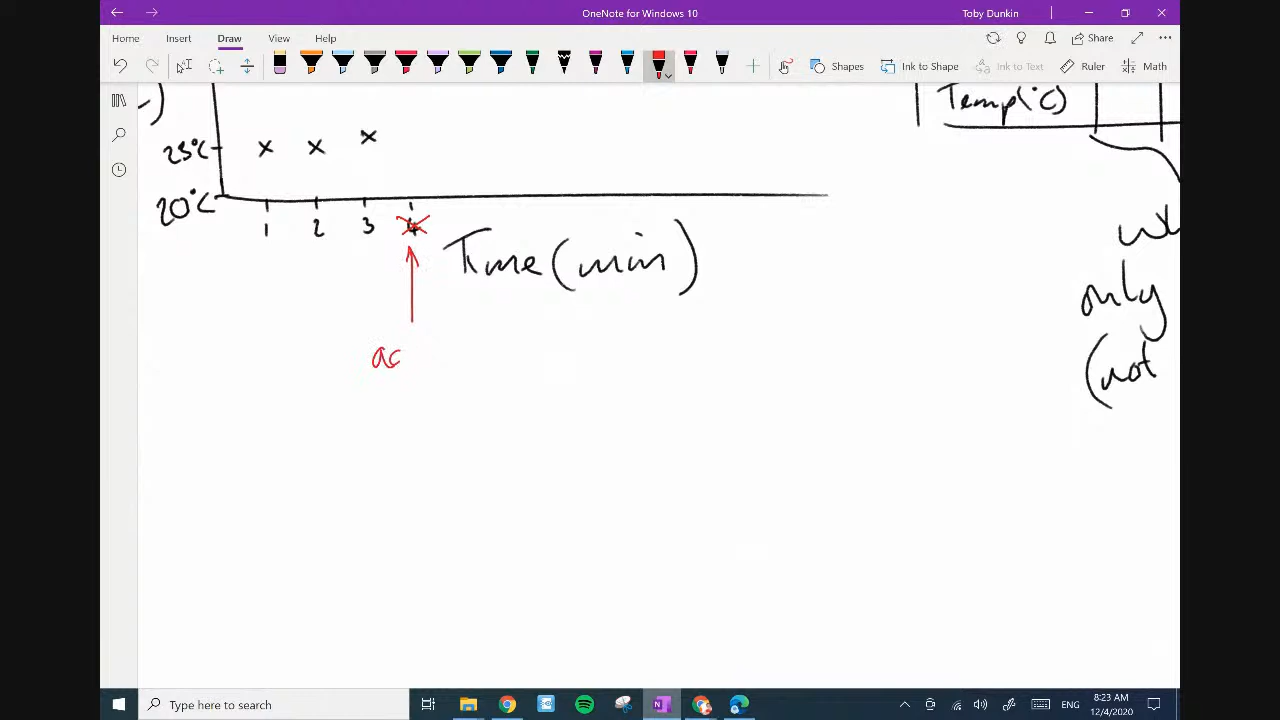 OneNote for Windows 10
Toby Dunkin
Home Insert Draw View Help
Share
Shapes
Ink to Shape
Ink to Text
Ruler
Math
Temp(°C)
25°C
20°C
1 2 3 4
Time (min)
ac
only
(not
Type here to search
ENG
8:23 AM
12/4/2020